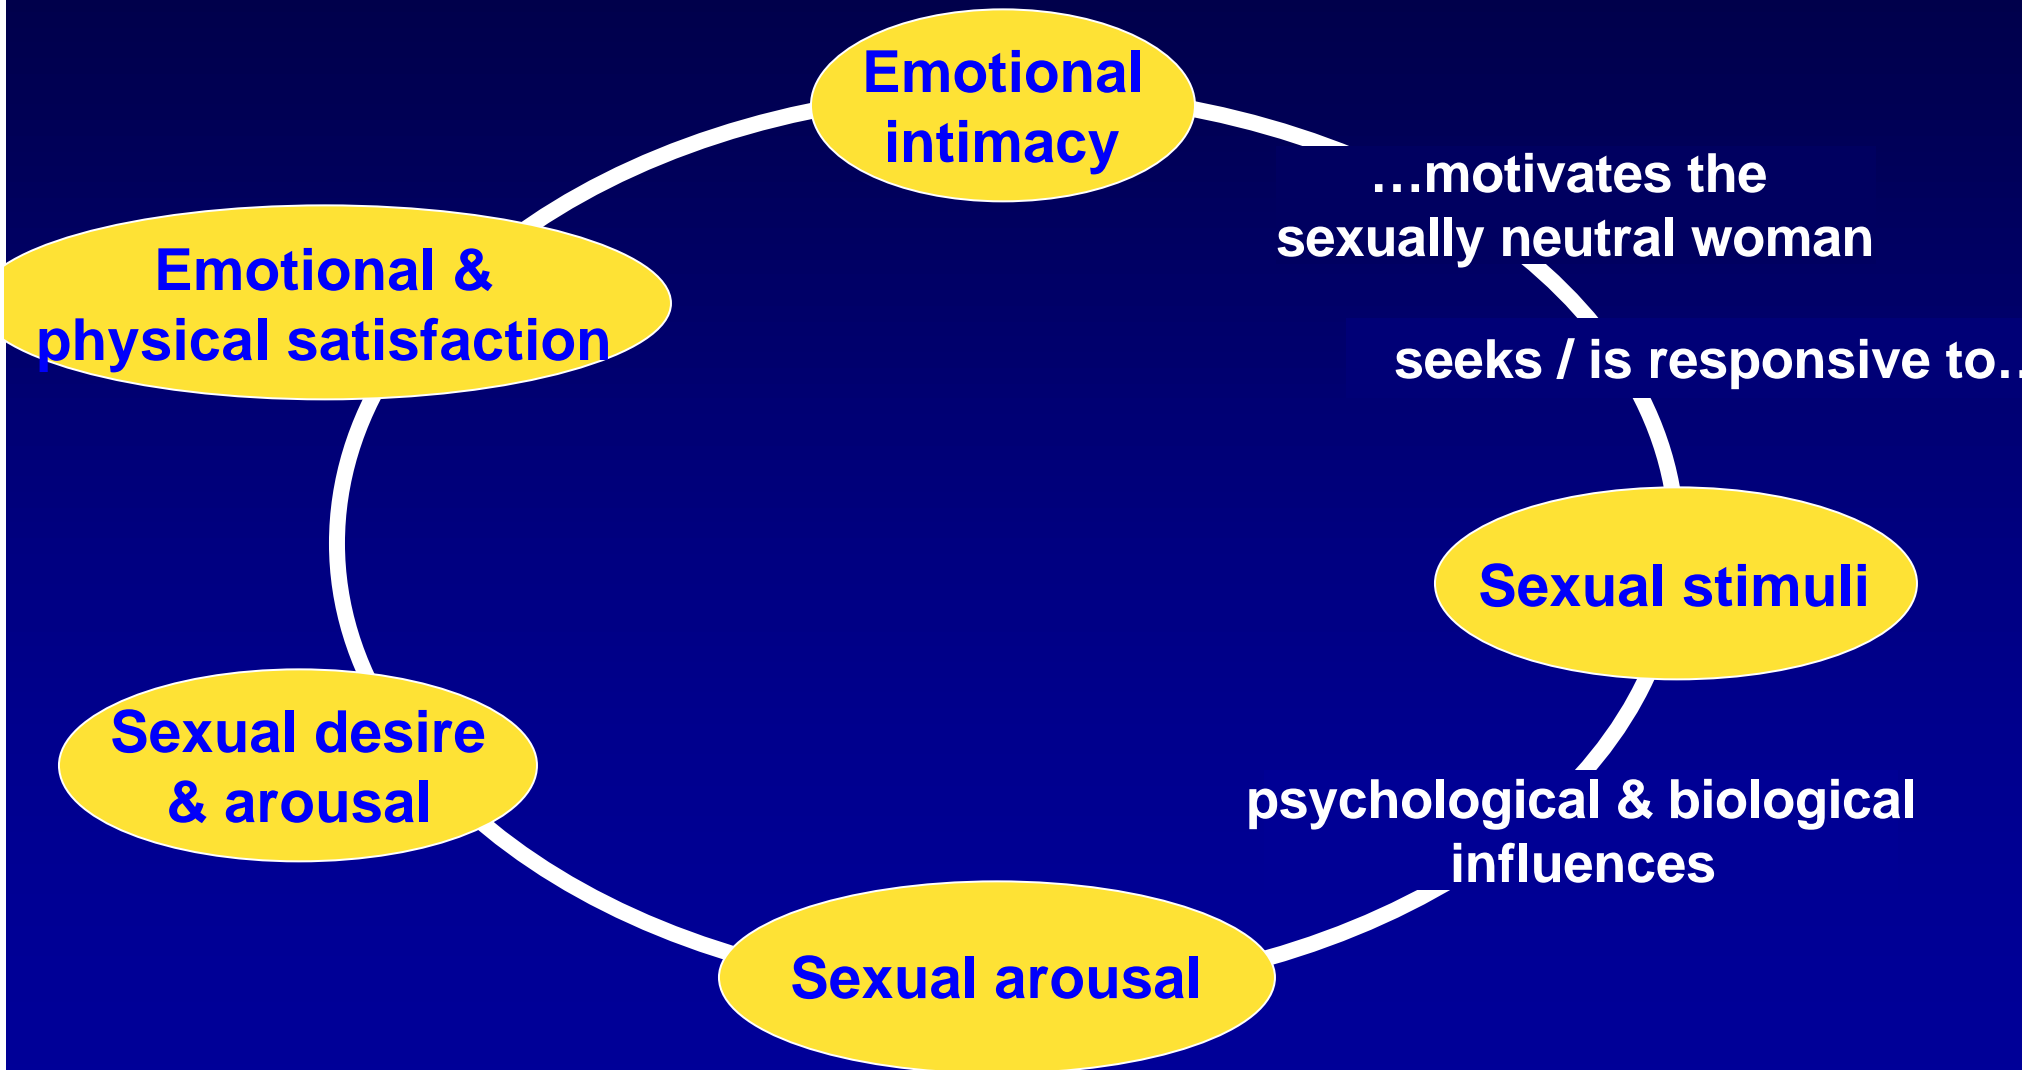 Emotional
intimacy
…motivates the
sexually neutral woman
seeks / is responsive to…
Sexual stimuli
psychological & biological
influences
Sexual arousal
Sexual desire
& arousal
Emotional &
physical satisfaction